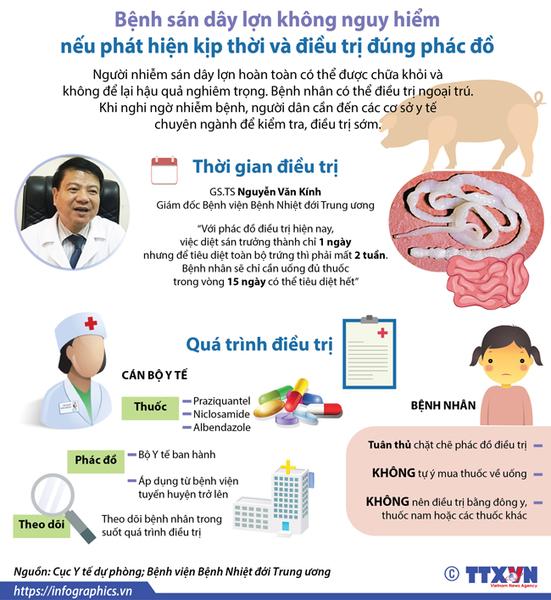 Bệnh sán dây lợn không nguy hiểm
nếu phát hiện kịp thời và điều trị đúng phác đồ
Người nhiễm sán dây lợn hoàn toàn có thể được chữa khỏi và
không để lại hậu quả nghiêm trọng. Bệnh nhân có thể điều trị ngoại trú.
Khi nghi ngờ nhiễm bệnh, người dân cần đến các cơ sở y tế
chuyên ngành để kiểm tra, điều trị sớm.
Thời gian điều trị
GS.TS Nguyễn Văn Kính
Giám đốc Bệnh viện Bệnh Nhiệt đới Trung ương
“Với phác đồ điều trị hiện nay,
việc diệt sán trưởng thành chỉ 1 ngày
nhưng để tiêu diệt toàn bộ trứng thì phải mất 2 tuần.
Bệnh nhân sẽ chỉ cần uống đủ thuốc
trong vòng 15 ngày có thể tiêu diệt hết”
Quá trình điều trị
CÁN BỘ Y TẾ
Thuốc
Praziquantel
Niclosamide
Albendazole
Phác đồ
Bộ Y tế ban hành
Áp dụng từ bệnh viện
tuyến huyện trở lên
Theo dõi
Theo dõi bệnh nhân trong
suốt quá trình điều trị
BỆNH NHÂN
Tuân thủ chặt chẽ phác đồ điều trị
KHÔNG tự ý mua thuốc về uống
KHÔNG nên điều trị bằng đông y,
thuốc nam hoặc các thuốc khác
Nguồn: Cục Y tế dự phòng; Bệnh viện Bệnh Nhiệt đới Trung ương
https://infographics.vn
© TTXVN
Vietnam News Agency